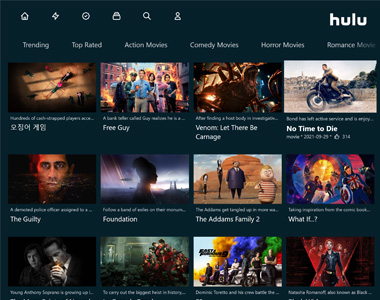 hulu
Trending Top Rated Action Movies Comedy Movies Horror Movies Romance Movies
Hundreds of cash-strapped players acce...
오징어 게임
A bank teller called Guy realizes he is a ...
Free Guy
After finding a host body in investigativ...
Venom: Let There Be
Carnage
Bond has left active service and is enjoy...
No Time to Die
movie • 2021-09-29 • 314
A demoted police officer assigned to a ...
The Guilty
Follow a band of exiles on their monum...
Foundation
The Addams get tangled up in more wa...
The Addams Family 2
Taking inspiration from the comic book...
What If...?
Young Anthony Soprano is growing up i...
To carry out the biggest heist in history,...
Dominic Toretto and his crew battle the ...
Natasha Romanoff, also known as Black...